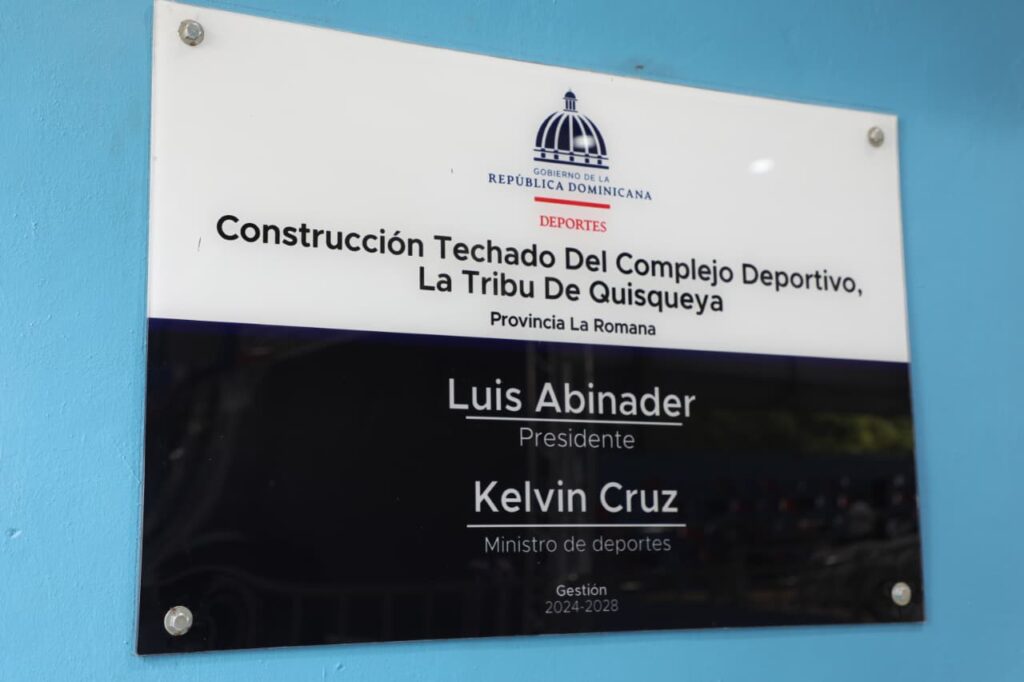 GOBIERNO DE LA
REPÚBLICA DOMINICANA
DEPORTES
Construcción Techado Del Complejo Deportivo,
La Tribu De Quisqueya
Provincia La Romana
Luis Abinader
Presidente
Kelvin Cruz
Ministro de deportes
Gestión
2024-2028